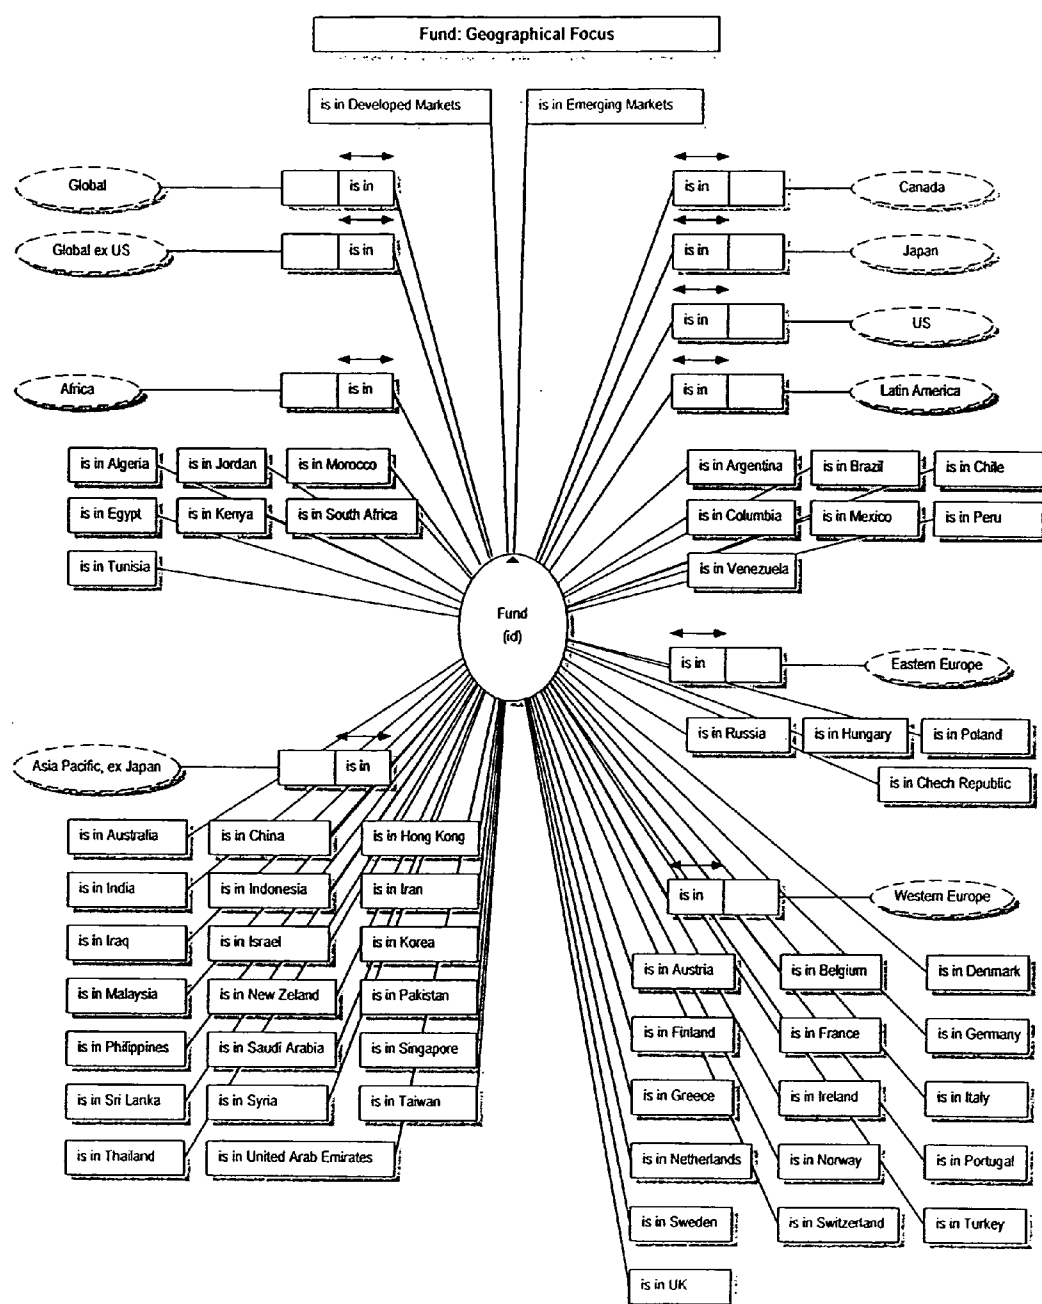 Fund: Geographical Focus
is in Developed Markets
is in Emerging Markets
Global
is in
is in
Canada
Global ex US
is in
is in
Japan
is in
US
Africa
is in
is in
Latin America
is in Algeria
is in Jordan
is in Morocco
is in Argentina
is in Brazil
is in Chile
is in Egypt
is in Kenya
is in South Africa
is in Columbia
is in Mexico
is in Peru
is in Tunisia
is in Venezuela
Fund
(id)
is in
Eastern Europe
is in Russia
is in Hungary
is in Poland
Asia Pacific, ex Japan
is in
is in Chech Republic
is in Australia
is in China
is in Hong Kong
is in India
is in Indonesia
is in Iran
is in
Western Europe
is in Iraq
is in Israel
is in Korea
is in Austria
is in Belgium
is in Denmark
is in Malaysia
is in New Zeland
is in Pakistan
is in Finland
is in France
is in Germany
is in Philippines
is in Saudi Arabia
is in Singapore
is in Greece
is in Ireland
is in Italy
is in Sri Lanka
is in Syria
is in Taiwan
is in Thailand
is in United Arab Emirates
is in Netherlands
is in Norway
is in Portugal
is in Sweden
is in Switzerland
is in Turkey
is in UK